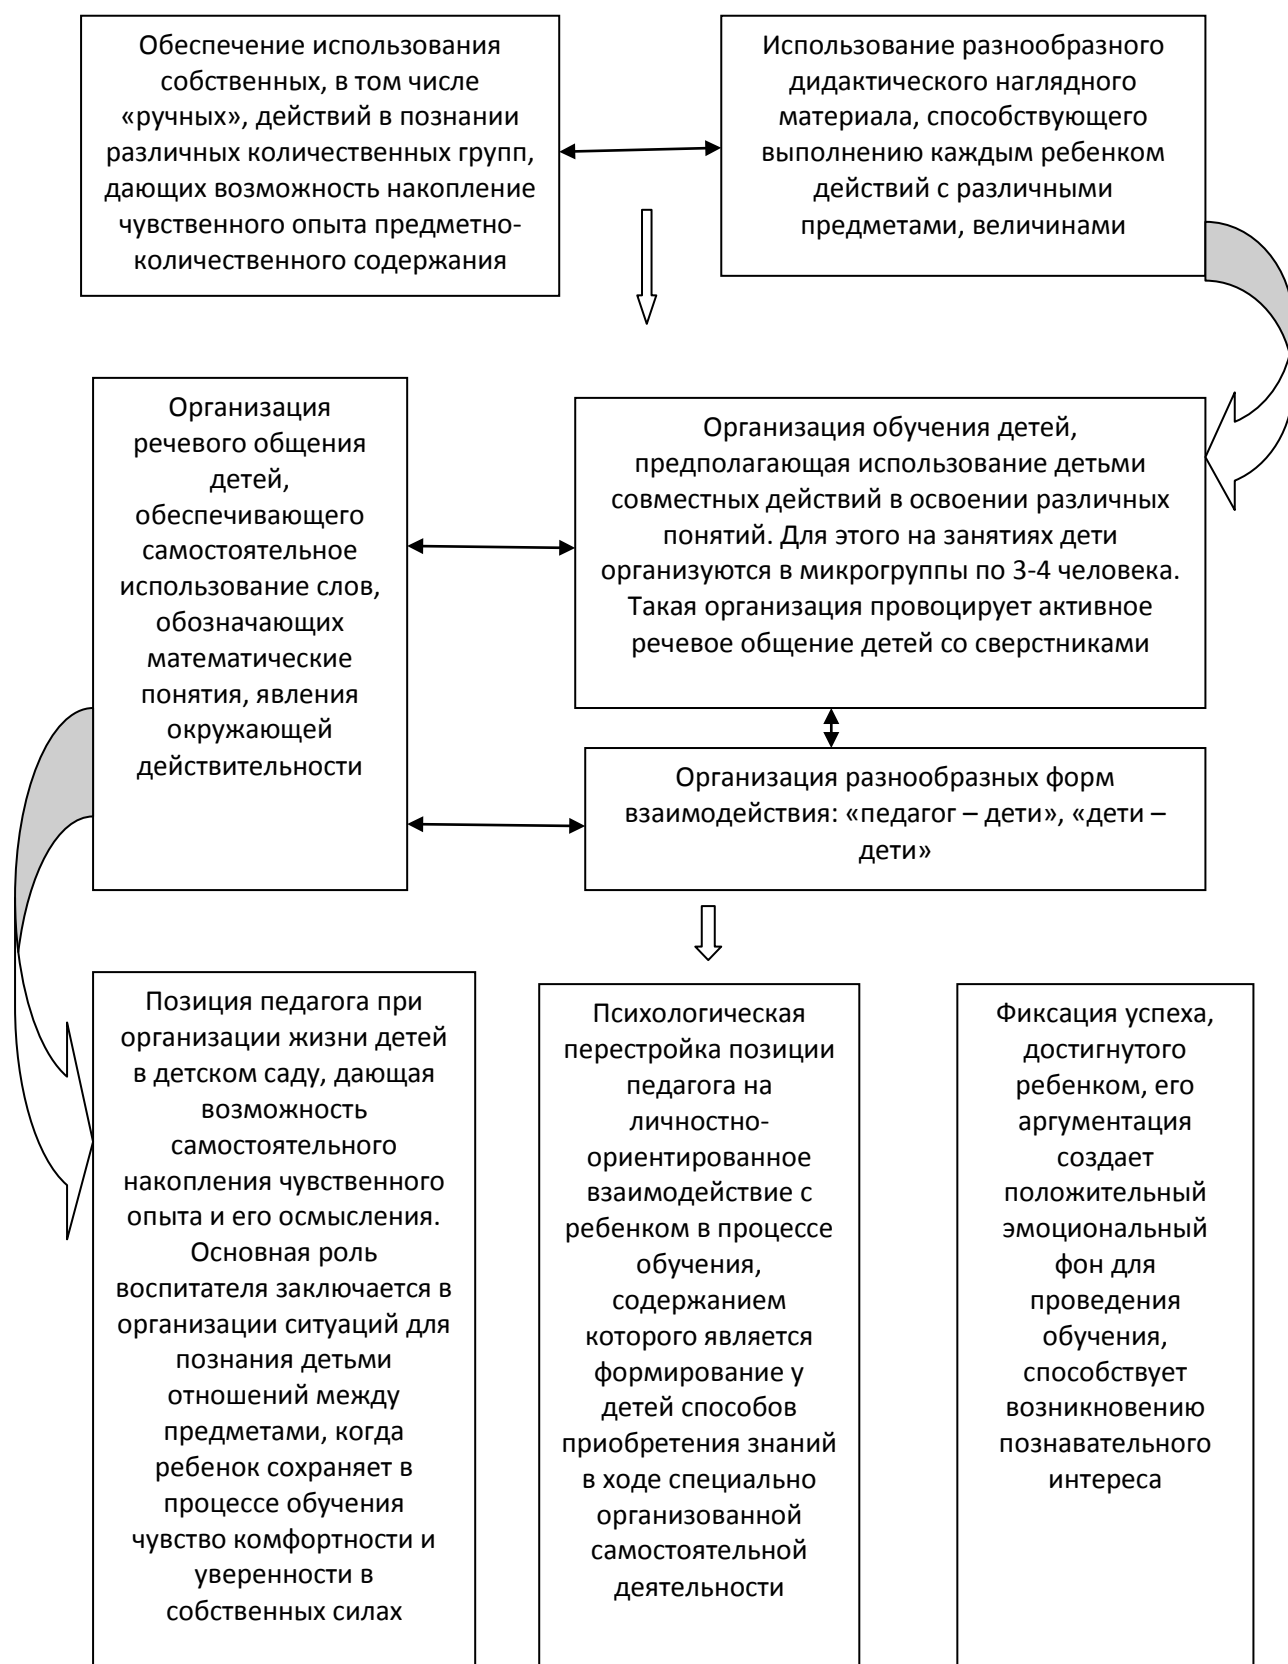 Обеспечение использования
собственных, в том числе
«ручных», действий в познании
различных количественных групп,
дающих возможность накопление
чувственного опыта предметно-
количественного содержания
Использование разнообразного
дидактического наглядного
материала, способствующего
выполнению каждым ребенком
действий с различными
предметами, величинами
Организация
речевого общения
детей,
обеспечивающего
самостоятельное
использование слов,
обозначающих
математические
понятия, явления
окружающей
действительности
Организация обучения детей,
предполагающая использование детьми
совместных действий в освоении различных
понятий. Для этого на занятиях дети
организуются в микрогруппы по 3-4 человека.
Такая организация провоцирует активное
речевое общение детей со сверстниками
Организация разнообразных форм
взаимодействия: «педагог – дети», «дети –
дети»
Позиция педагога при
организации жизни детей
в детском саду, дающая
возможность
самостоятельного
накопления чувственного
опыта и его осмысления.
Основная роль
воспитателя заключается в
организации ситуаций для
познания детьми
отношений между
предметами, когда
ребенок сохраняет в
процессе обучения
чувство комфортности и
уверенности в
собственных силах
Психологическая
перестройка позиции
педагога на
личностно-
ориентированное
взаимодействие с
ребенком в процессе
обучения,
содержанием
которого является
формирование у
детей способов
приобретения знаний
в ходе специально
организованной
самостоятельной
деятельности
Фиксация успеха,
достигнутого
ребенком, его
аргументация
создает
положительный
эмоциональный
фон для
проведения
обучения,
способствует
возникновению
познавательного
интереса